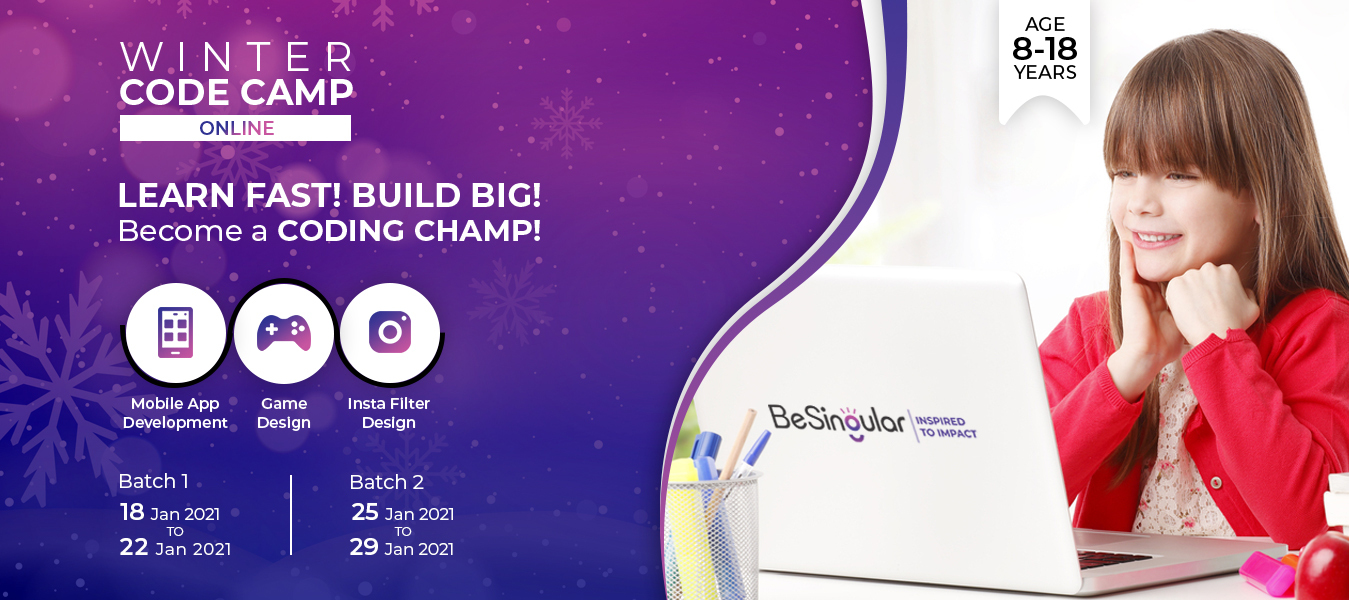 WINTER
CODE CAMP
ONLINE
LEARN FAST! BUILD BIG!
Become a CODING CHAMP!
Mobile App
Development
Game
Design
Insta Filter
Design
Batch 1
18 Jan 2021
TO
22 Jan 2021
Batch 2
25 Jan 2021
TO
29 Jan 2021
AGE
8-18
YEARS
BeSingular
INSPIRED
TO IMPACT